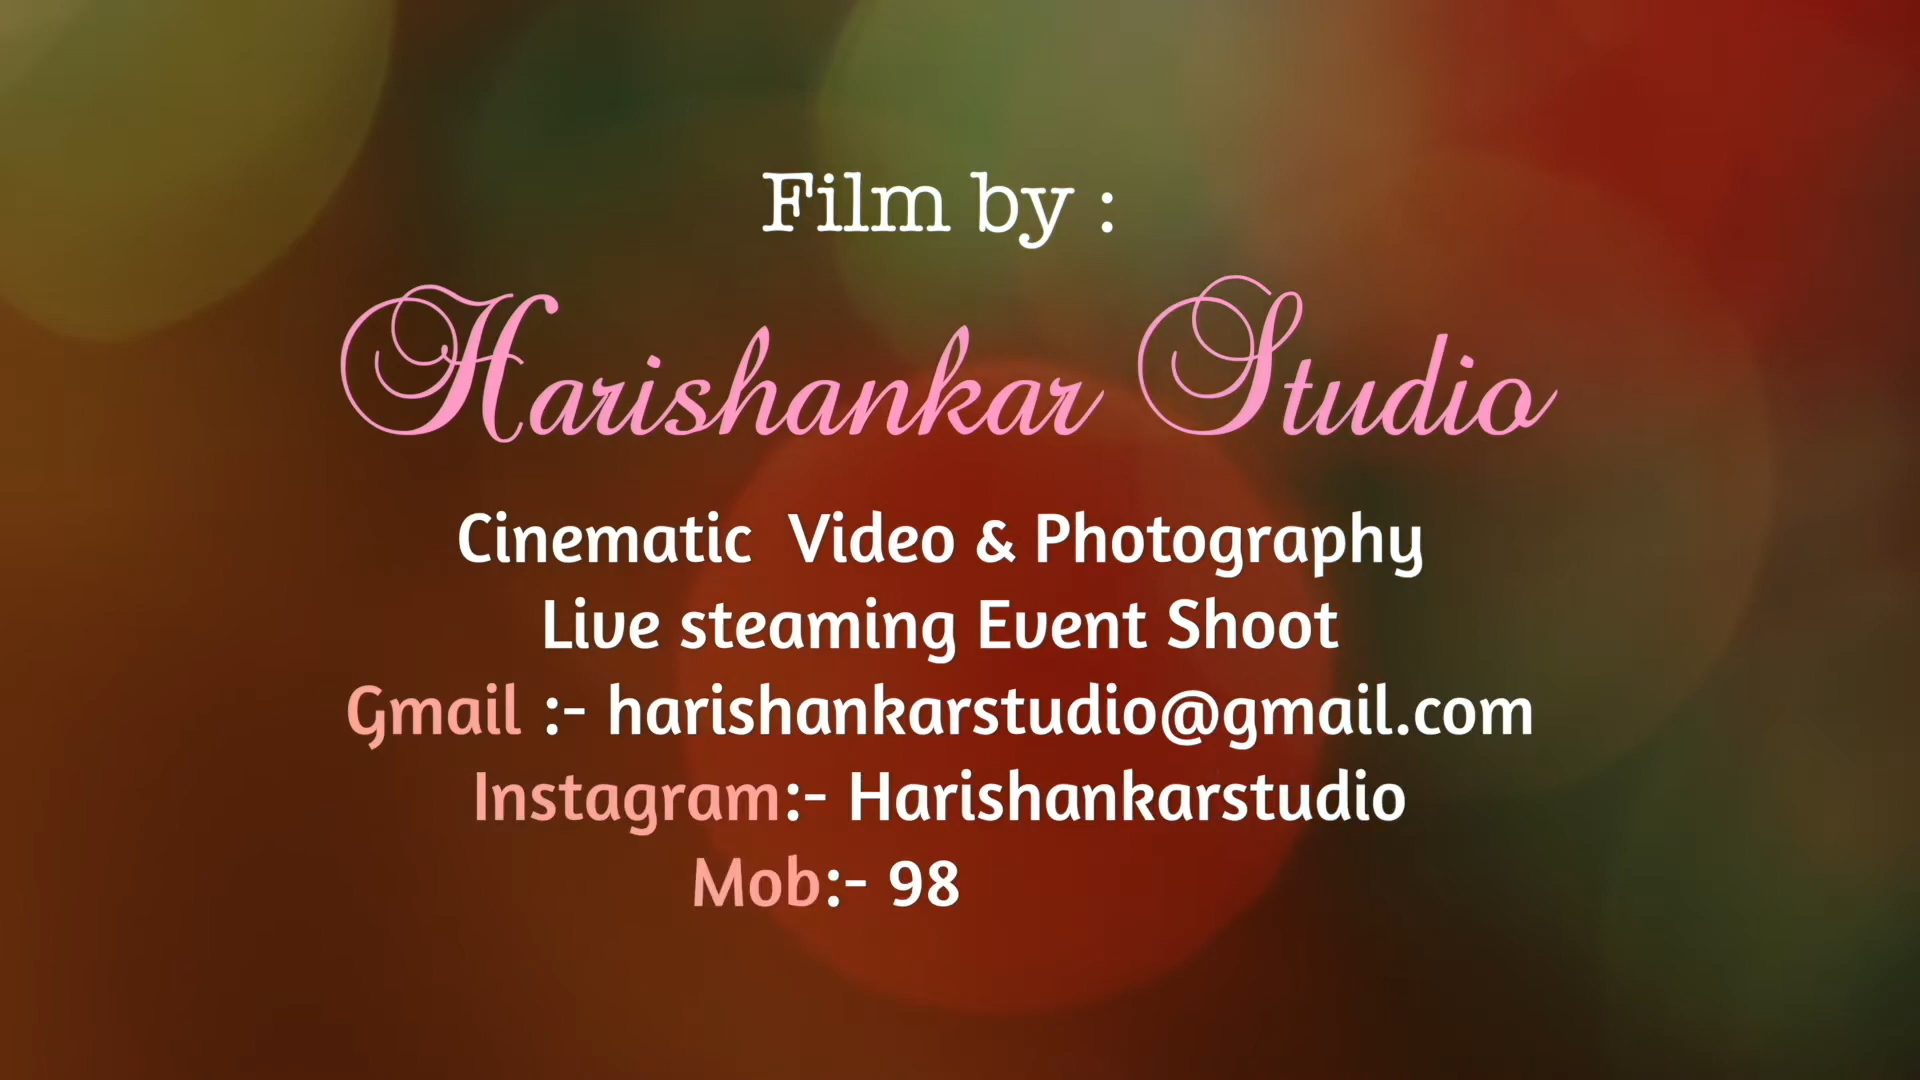 Film by :
Harishankar Studio
Cinematic  Video & Photography
Live steaming Event Shoot
Gmail :- harishankarstudio@gmail.com
Instagram:- Harishankarstudio
Mob:- 98